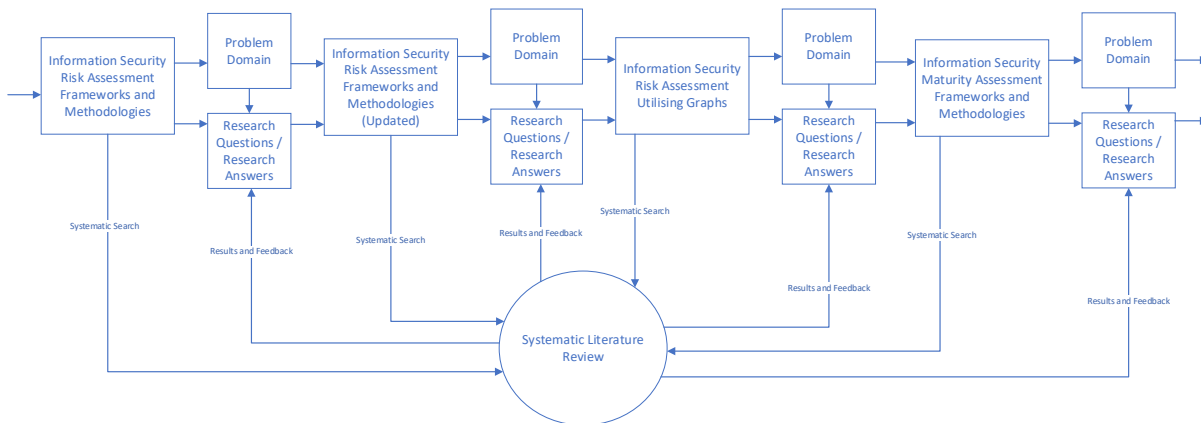 Information Security
Risk Assessment
Frameworks and
Methodologies
Problem
Domain
Research
Questions /
Research
Answers
Information Security
Risk Assessment
Frameworks and
Methodologies
(Updated)
Problem
Domain
Research
Questions /
Research
Answers
Information Security
Risk Assessment
Utilising Graphs
Problem
Domain
Research
Questions /
Research
Answers
Information Security
Maturity Assessment
Frameworks and
Methodologies
Problem
Domain
Research
Questions /
Research
Answers
Systematic Search
Results and Feedback
Systematic Search
Results and Feedback
Systematic Search
Results and Feedback
Systematic Search
Results and Feedback
Systematic Literature
Review